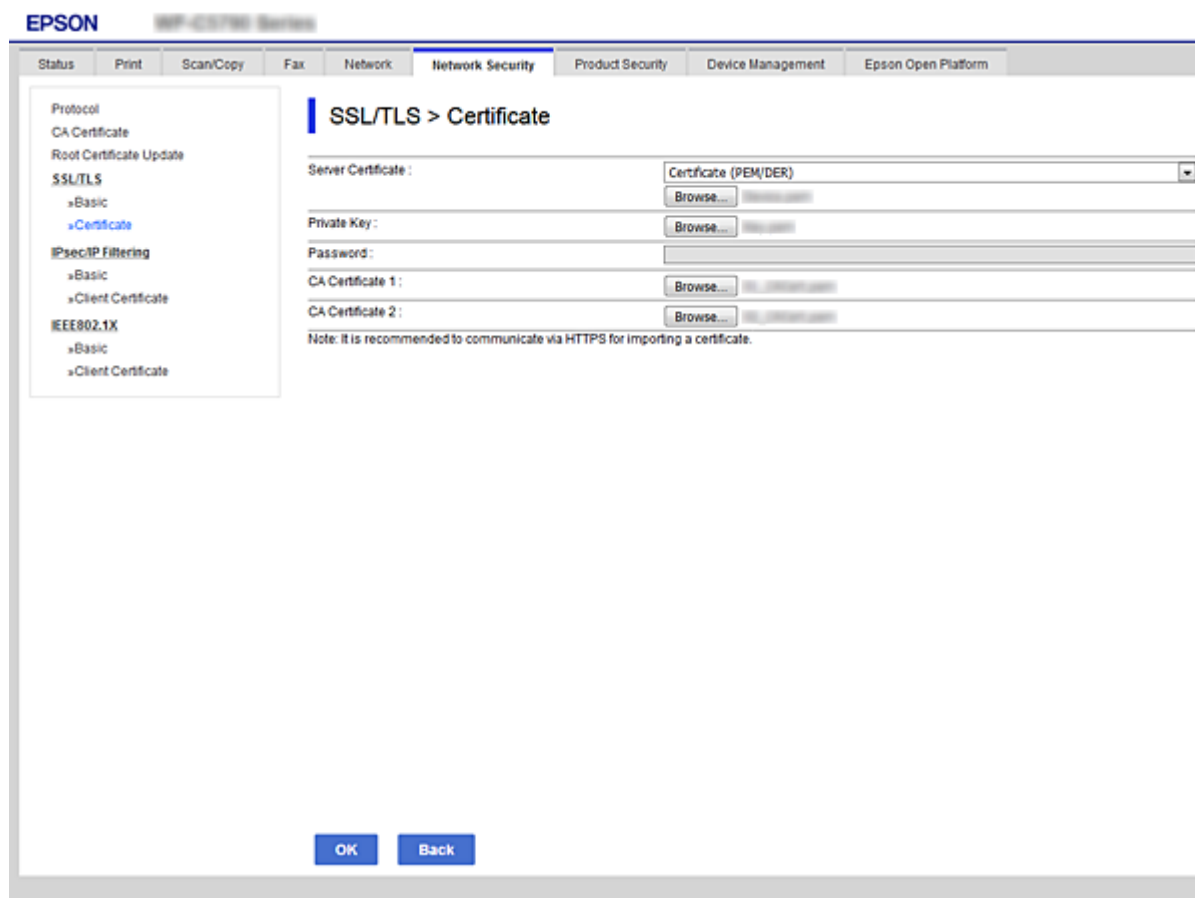 EPSON
Status Print Scan/Copy Fax Network Network Security Product Security Device Management Epson Open Platform
Protocol
CA Certificate
Root Certificate Update
SSL/TLS
»Basic
»Certificate
IPsec/IP Filtering
»Basic
»Client Certificate
IEEE802.1X
»Basic
»Client Certificate
SSL/TLS > Certificate
Server Certificate :
Certificate (PEM/DER)
Browse...
Private Key :
Browse...
Password :
CA Certificate 1 :
Browse...
CA Certificate 2 :
Browse...
Note: It is recommended to communicate via HTTPS for importing a certificate.
OK Back